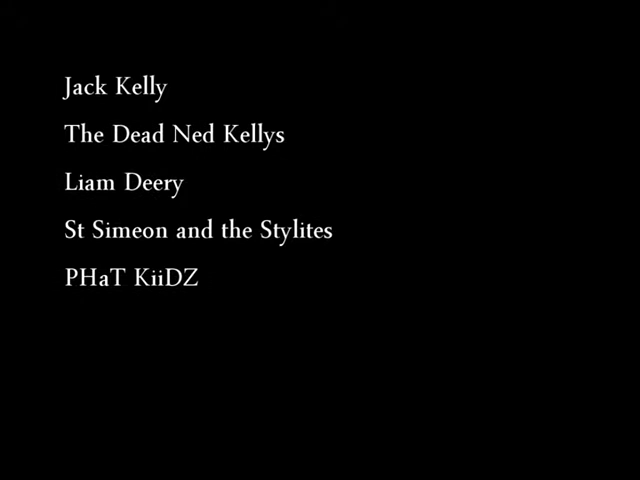 Jack Kelly
The Dead Ned Kellys
Liam Deery
St Simeon and the Stylites
PHaT KiiDZ